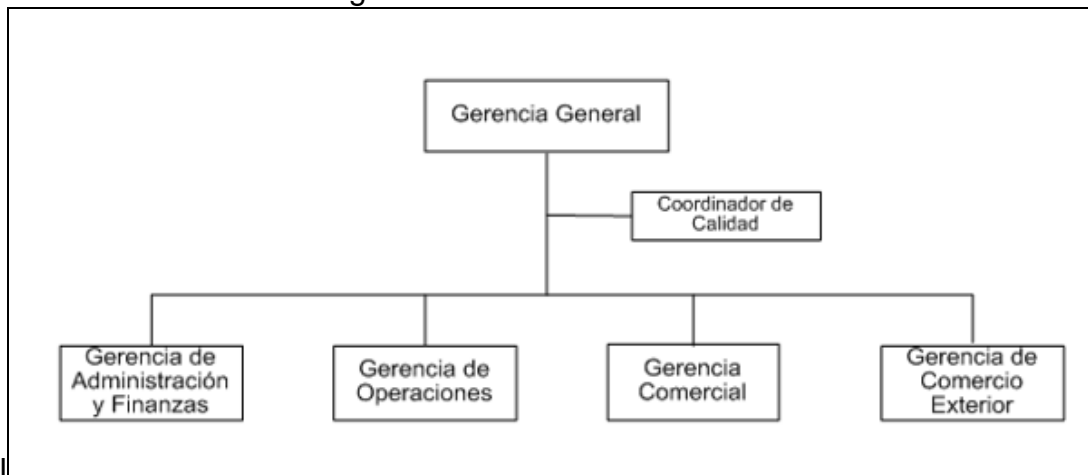 Gerencia General
Coordinador de
Calidad
Gerencia de
Administración
y Finanzas
Gerencia de
Operaciones
Gerencia
Comercial
Gerencia de
Comercio
Exterior